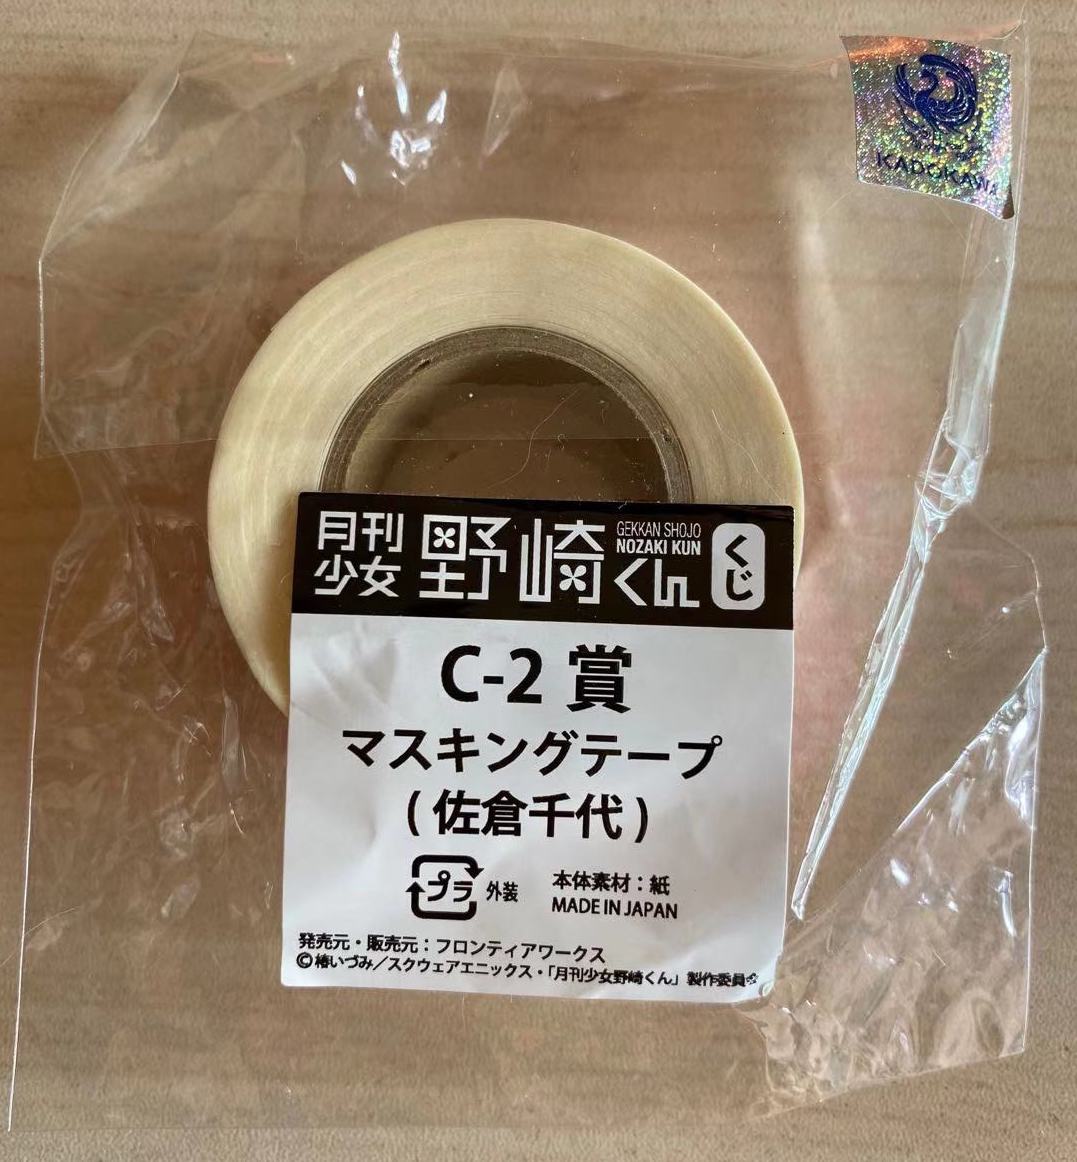 KADOKAWA
月刊少女野崎くん
GEKKAN SHOJO
NOZAKI KUN
くじ
C-2 賞
マスキングテープ
(佐倉千代)
プラ 外装
本体素材：紙
MADE IN JAPAN
発売元・販売元：フロンティアワークス
©椿いづみ／スクウェアエニックス・「月刊少女野崎くん」製作委員会